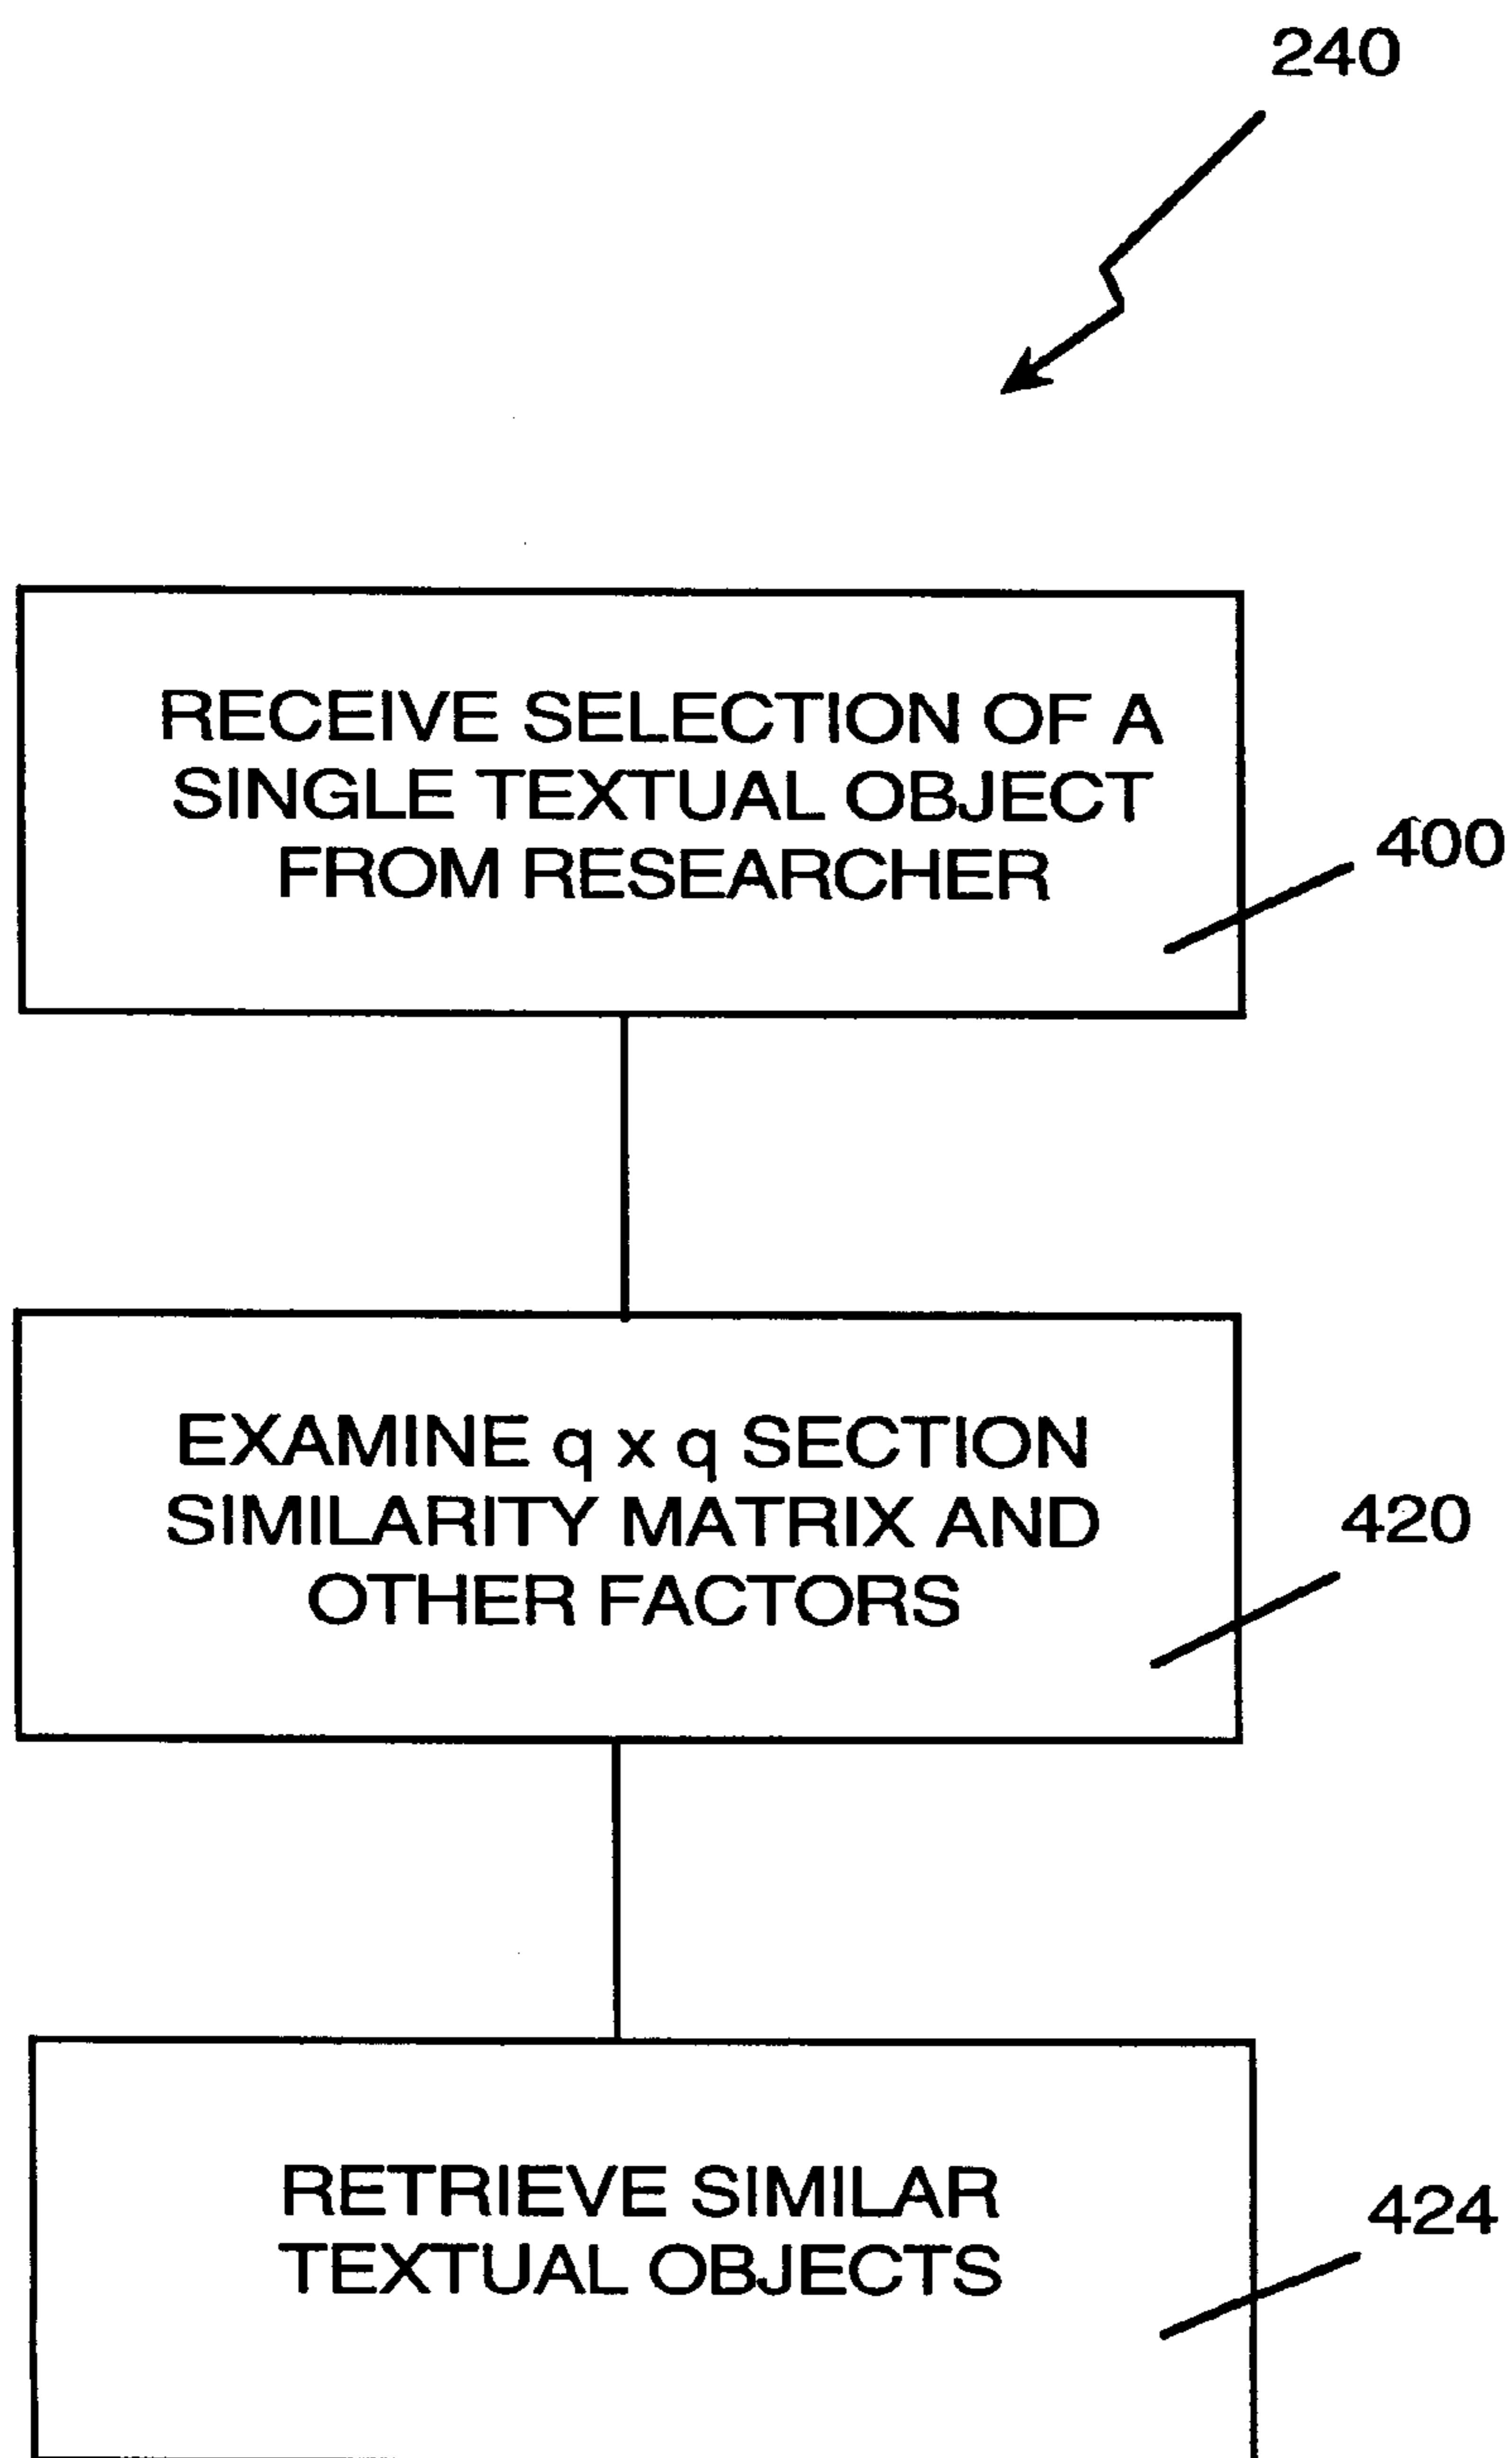 240
RECEIVE SELECTION OF A
SINGLE TEXTUAL OBJECT
FROM RESEARCHER
400
EXAMINE q x q SECTION
SIMILARITY MATRIX AND
OTHER FACTORS
420
RETRIEVE SIMILAR
TEXTUAL OBJECTS
424